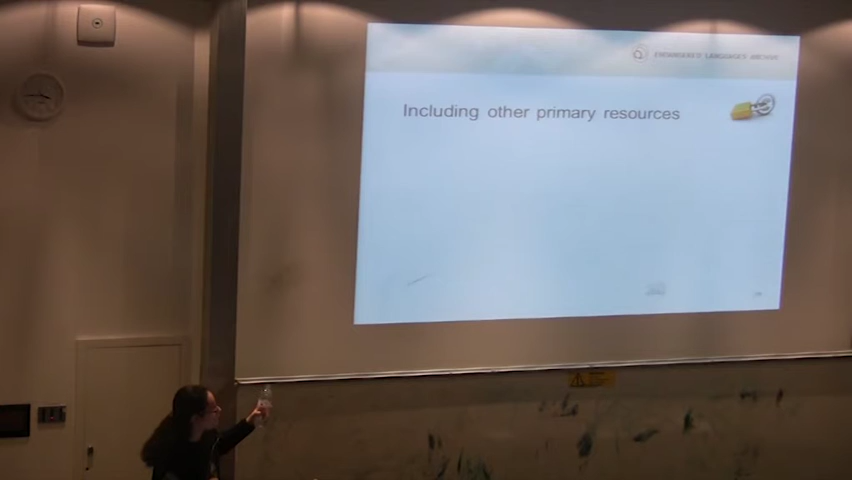 ENDANGERED LANGUAGES ARCHIVE
Including other primary resources